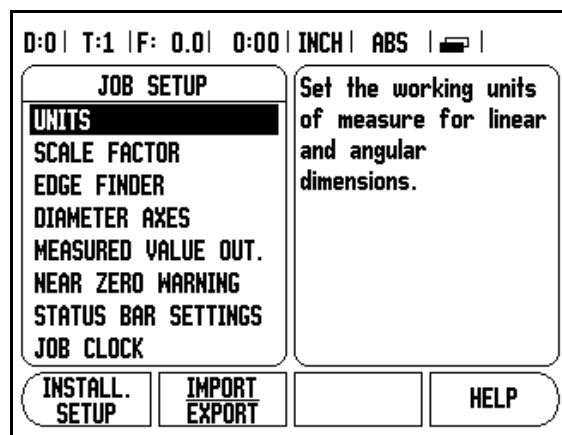 D:0 | T:1 | F: 0.0 | 0:00 | INCH | ABS | |
JOB SETUP
UNITS
SCALE FACTOR
EDGE FINDER
DIAMETER AXES
MEASURED VALUE OUT.
NEAR ZERO WARNING
STATUS BAR SETTINGS
JOB CLOCK
Set the working units
of measure for linear
and angular
dimensions.
INSTALL.
SETUP
IMPORT
EXPORT
HELP